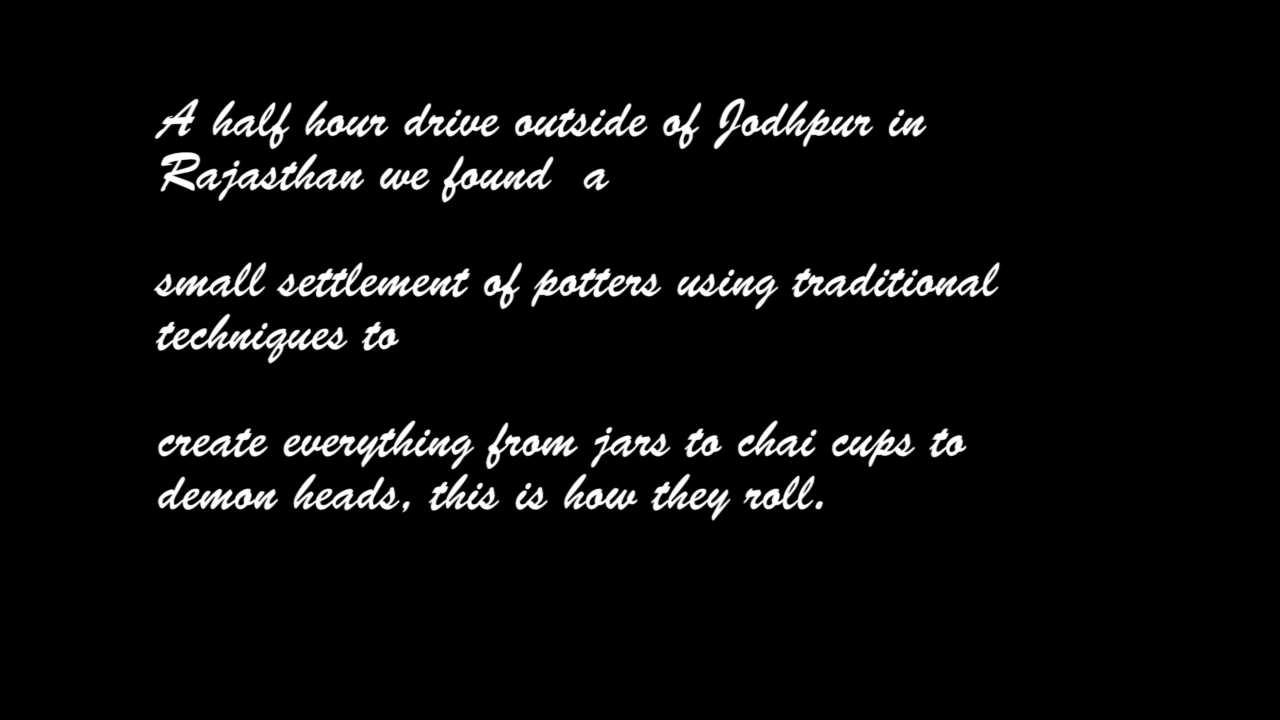 A half hour drive outside of Jodhpur in
Rajasthan we found a
small settlement of potters using traditional
techniques to
create everything from jars to chai cups to
demon heads, this is how they roll.